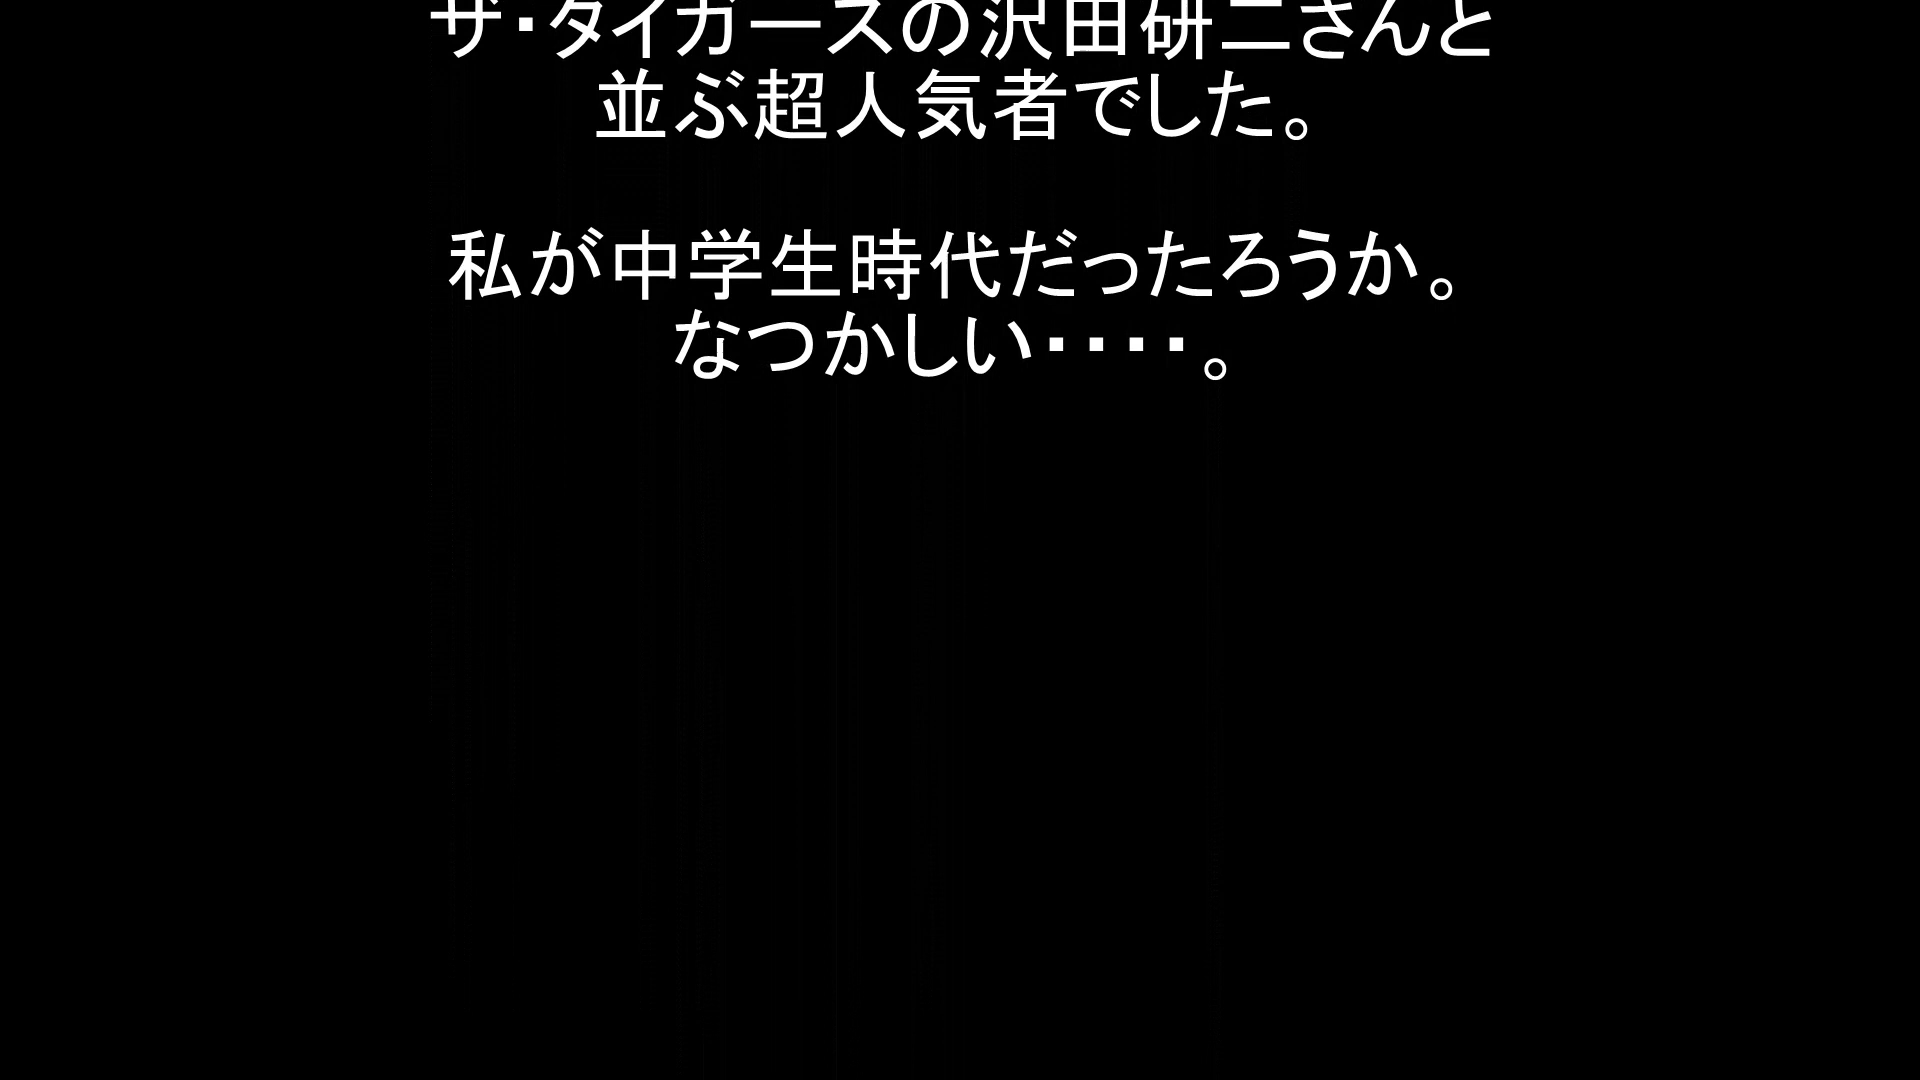 ザ・タイガースの沢田研二さんと
並ぶ超人気者でした。
私が中学生時代だったろうか。
なつかしい・・・・。